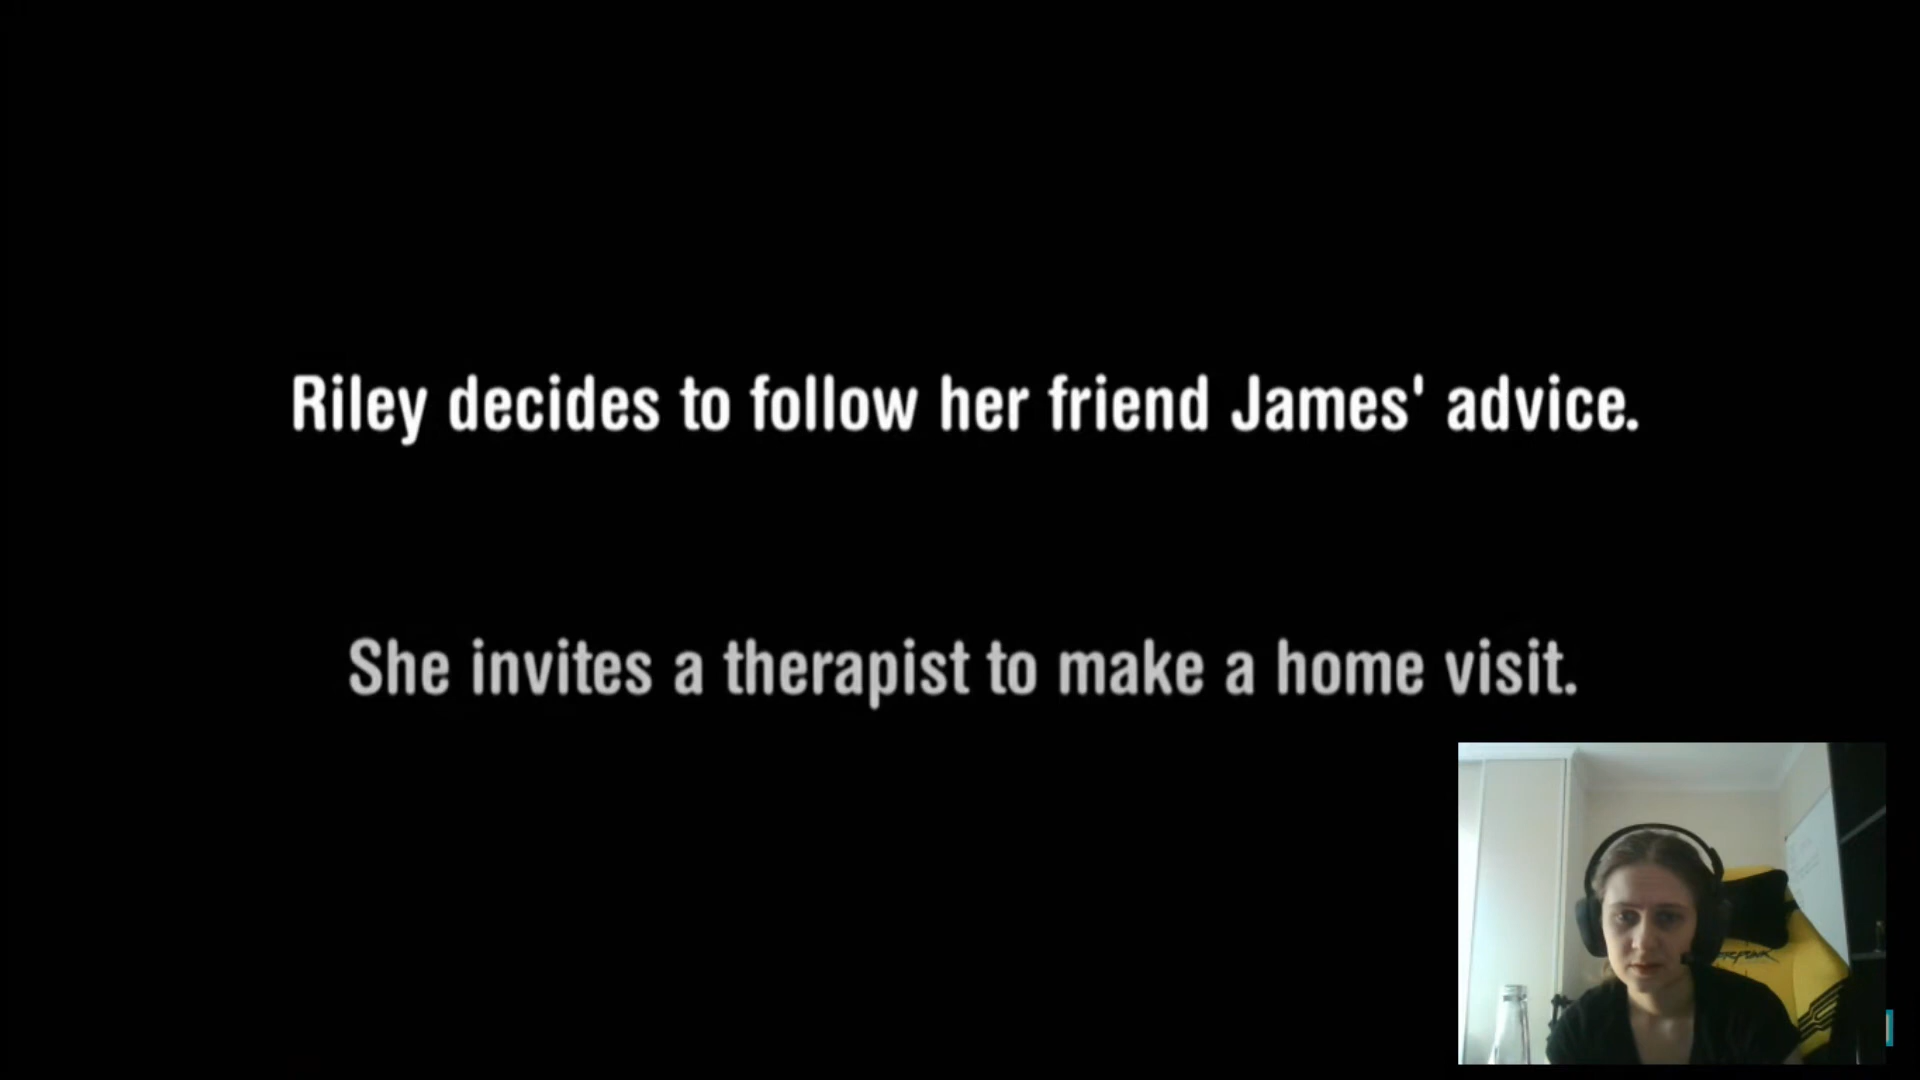 Riley decides to follow her friend James' advice.
She invites a therapist to make a home visit.